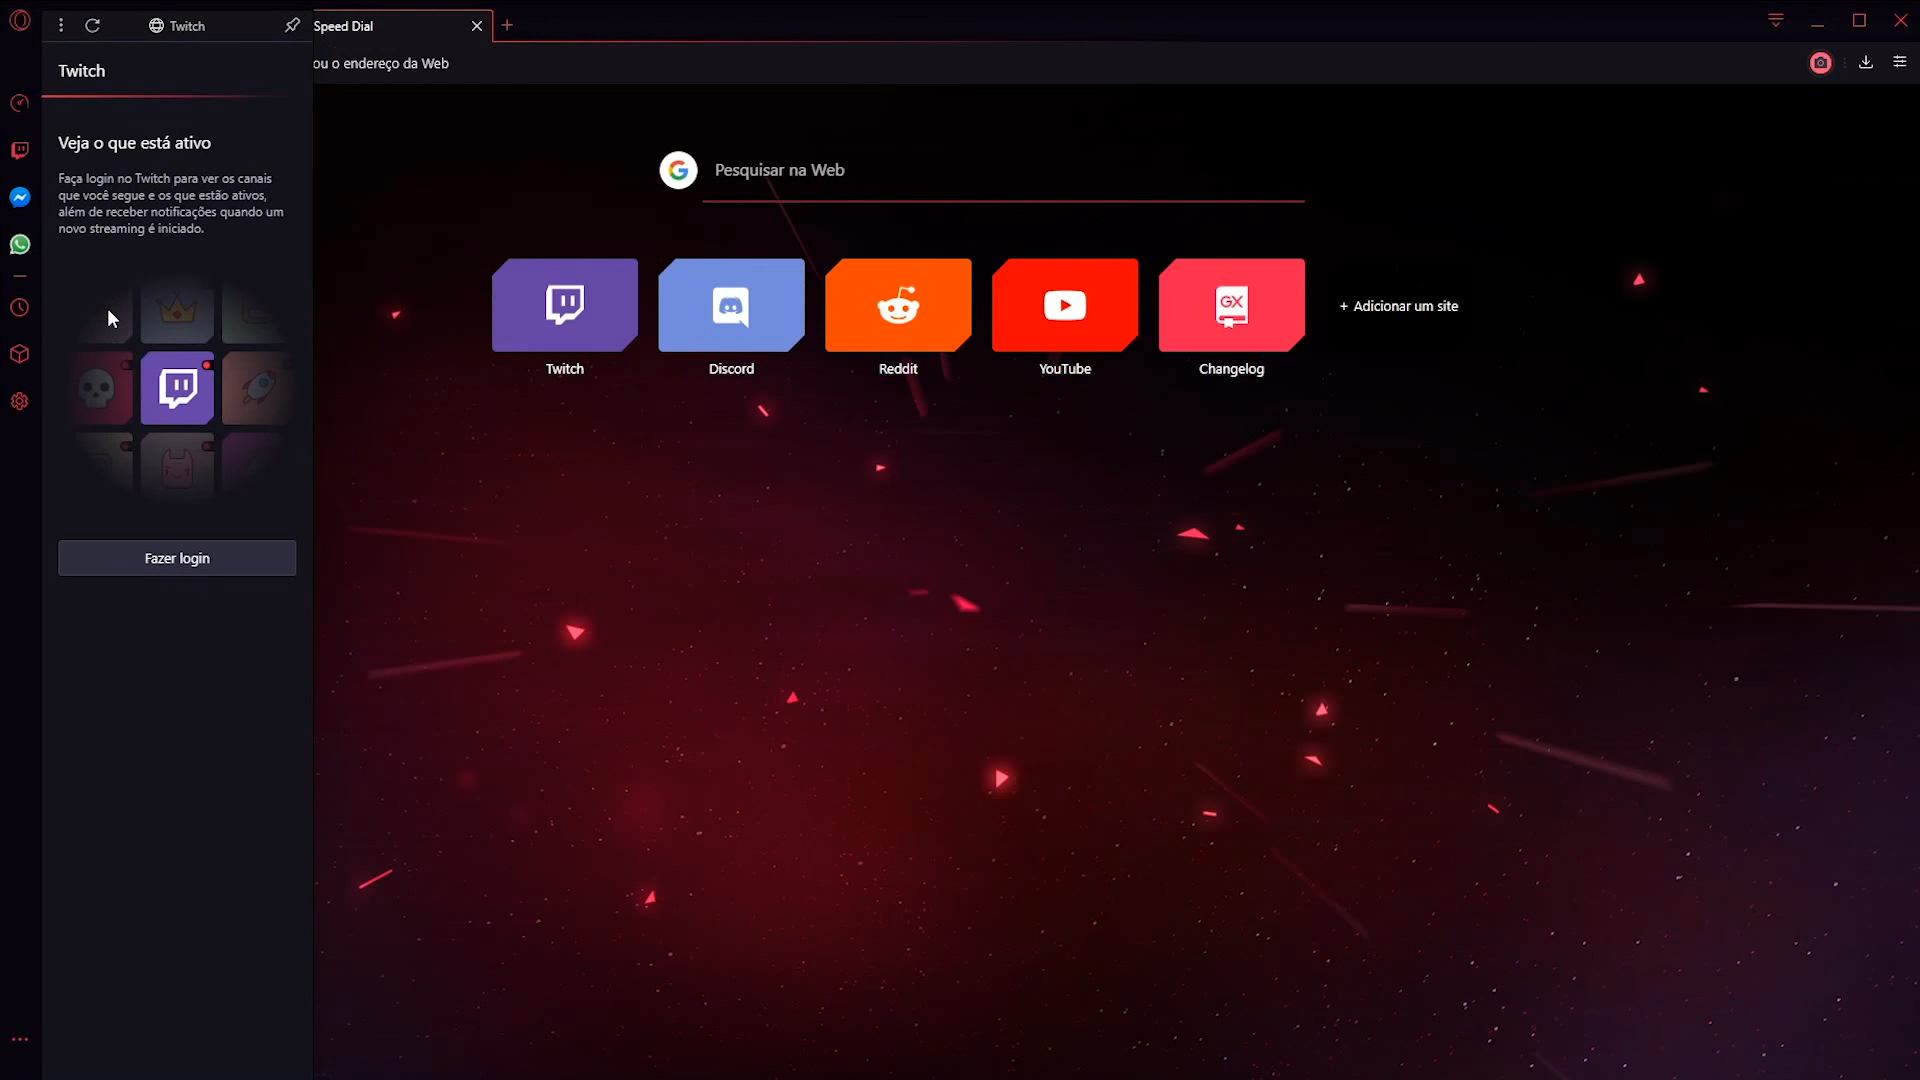 Twitch
Speed Dial
ou o endereço da Web
Twitch
Veja o que está ativo
Faça login no Twitch para ver os canais
que você segue e os que estão ativos,
além de receber notificações quando um
novo streaming é iniciado.
Fazer login
Pesquisar na Web
GX
+ Adicionar um site
Twitch
Discord
Reddit
YouTube
Changelog